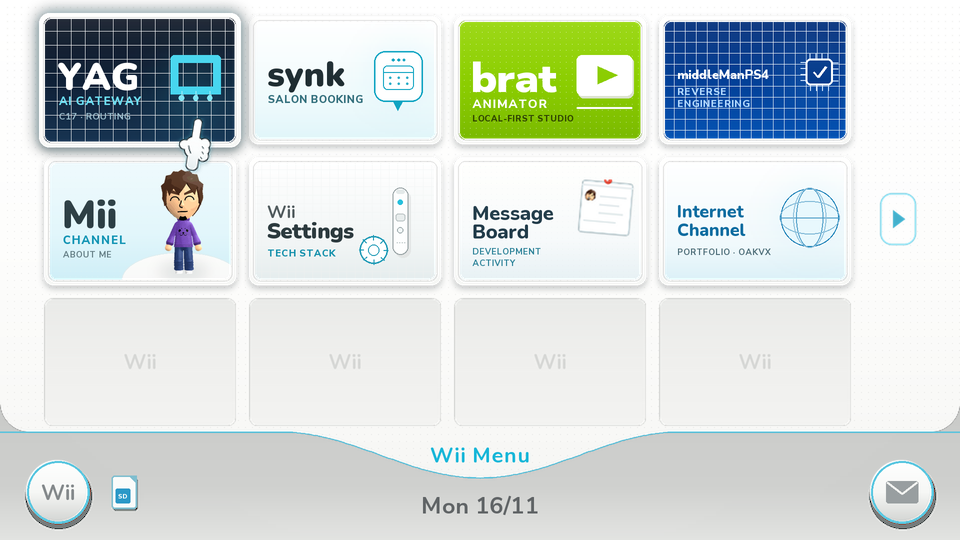 YAG
AI GATEWAY
C17 · ROUTING
synk
SALON BOOKING
brat
ANIMATOR
LOCAL-FIRST STUDIO
middleManPS4
REVERSE
ENGINEERING
Mii
CHANNEL
ABOUT ME
Wii
Settings
TECH STACK
Message
Board
DEVELOPMENT
ACTIVITY
Internet
Channel
PORTFOLIO · OAKVX
Wii
Wii
Wii
Wii
Wii Menu
Wii
SD
Mon 16/11